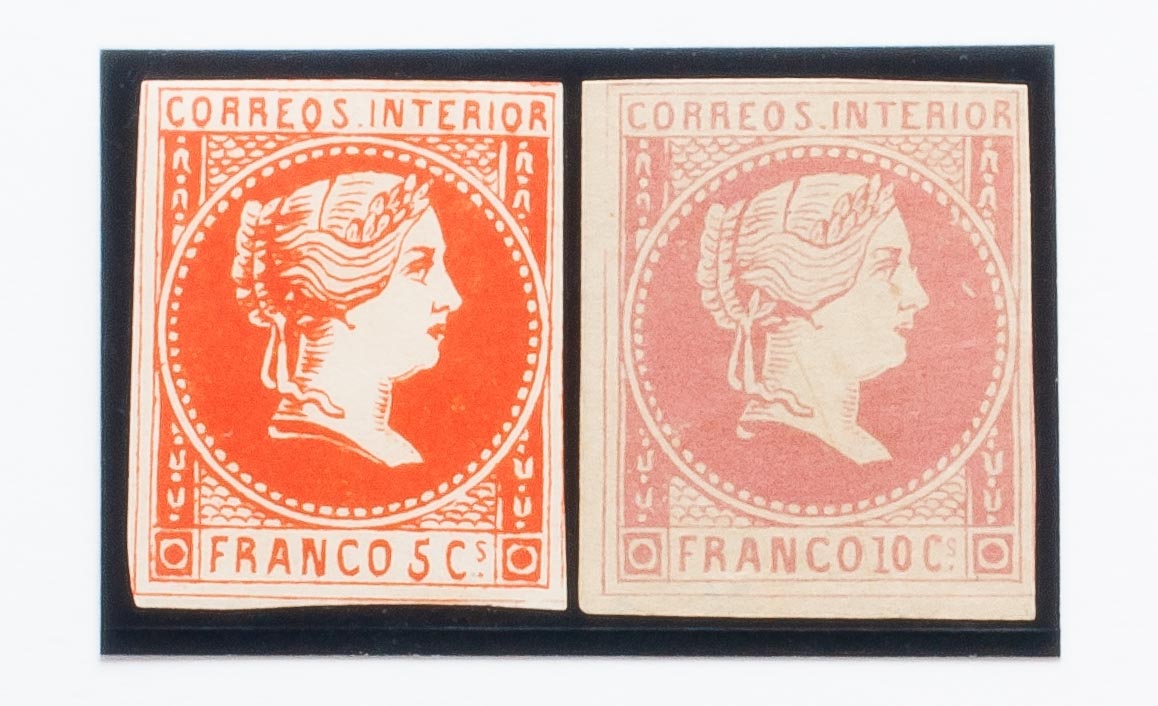 CORREOS. INTERIOR
FRANCO 5 Cs.
CORREOS. INTERIOR
FRANCO 10 Cs.